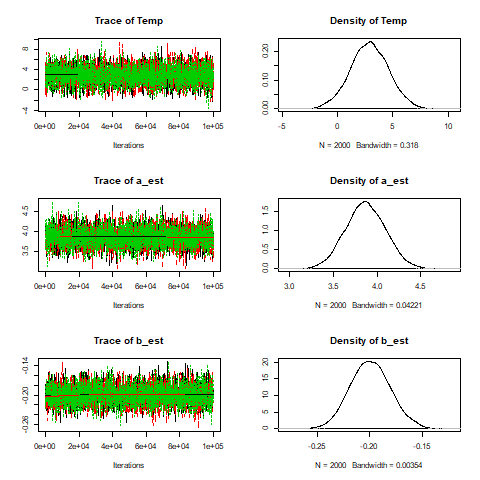 Trace of Temp
8
4
0
-4
0e+00 2e+04 4e+04 6e+04 8e+04 1e+05
Iterations
Density of Temp
0.20
0.10
0.00
-5 0 5 10
N = 2000 Bandwidth = 0.318
Trace of a_est
4.5
4.0
3.5
0e+00 2e+04 4e+04 6e+04 8e+04 1e+05
Iterations
Density of a_est
1.5
1.0
0.5
0.0
3.0 3.5 4.0 4.5
N = 2000 Bandwidth = 0.04221
Trace of b_est
-0.14
-0.20
-0.26
0e+00 2e+04 4e+04 6e+04 8e+04 1e+05
Iterations
Density of b_est
20
15
10
5
0
-0.25 -0.20 -0.15
N = 2000 Bandwidth = 0.00354